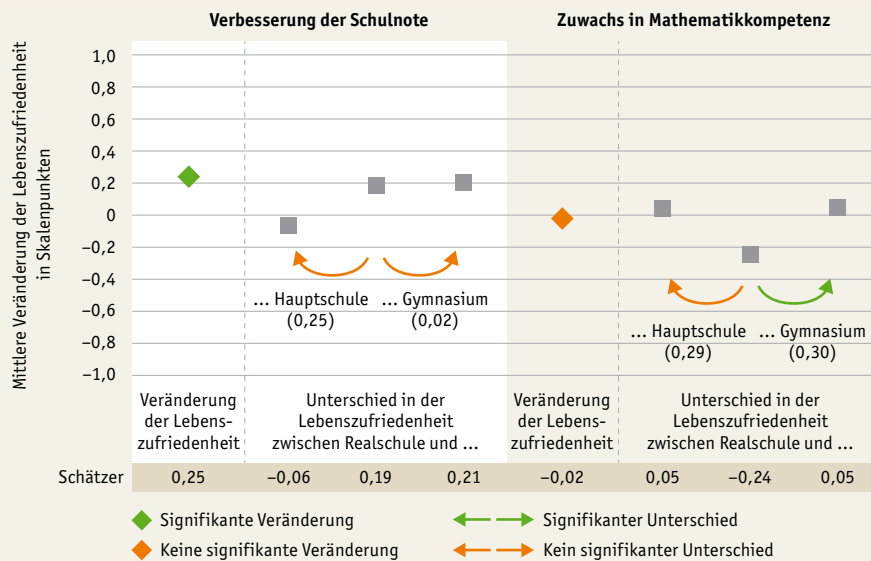 Verbesserung der Schulnote
Zuwachs in Mathematikkompetenz
Mittlere Veränderung der Lebenszufriedenheit
in Skalenpunkten
1,0
0,8
0,6
0,4
0,2
0
−0,2
−0,4
−0,6
−0,8
−1,0
... Hauptschule
(0,25)
... Gymnasium
(0,02)
... Hauptschule
(0,29)
... Gymnasium
(0,30)
Veränderung
der Lebens-
zufriedenheit
Unterschied in der
Lebenszufriedenheit
zwischen Realschule und ...
Veränderung
der Lebens-
zufriedenheit
Unterschied in der
Lebenszufriedenheit
zwischen Realschule und ...
Schätzer 0,25 −0,06 0,19 0,21 −0,02 0,05 −0,24 0,05
Signifikante Veränderung
Signifikanter Unterschied
Keine signifikante Veränderung
Kein signifikanter Unterschied